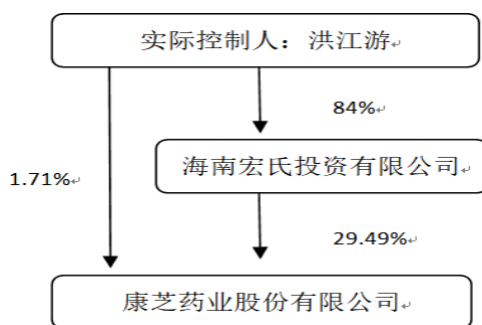 实际控制人：洪江游
84%
海南宏氏投资有限公司
1.71%
29.49%
康芝药业股份有限公司